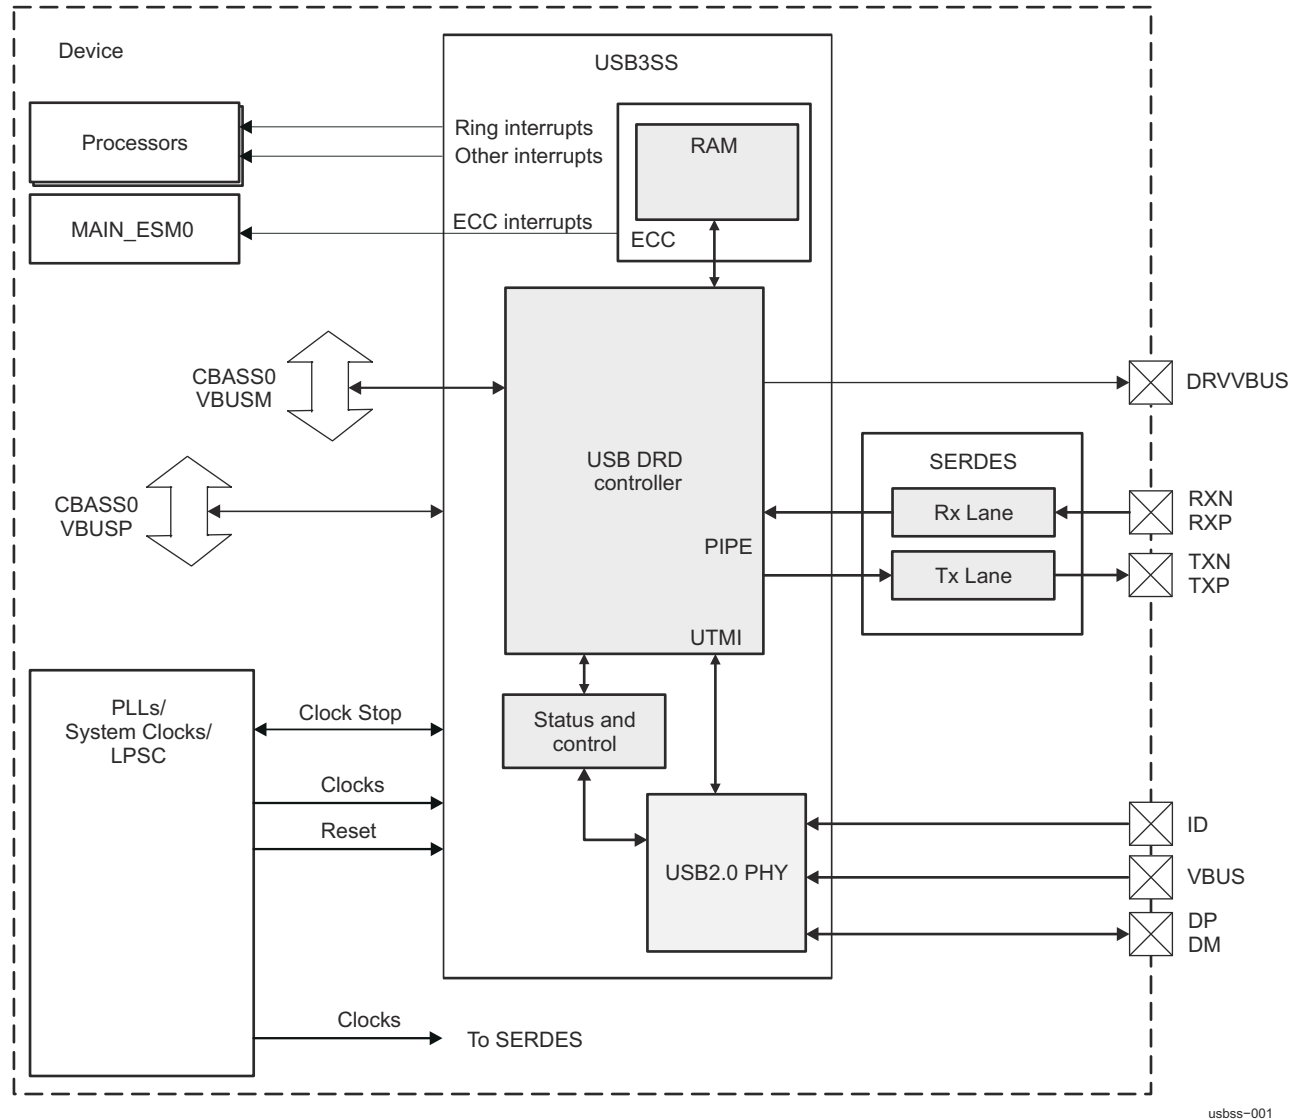 Device
USB3SS
Processors
Ring interrupts
Other interrupts
RAM
MAIN_ESM0
ECC interrupts
ECC
CBASS0
VBUSM
DRVVBUS
USB DRD
controller
SERDES
CBASS0
VBUSP
Rx Lane
RXN
RXP
PIPE
Tx Lane
TXN
TXP
UTMI
PLLs/
System Clocks/
LPSC
Clock Stop
Status and
control
Clocks
Reset
ID
USB2.0 PHY
VBUS
DP
DM
Clocks
To SERDES
usbss-001